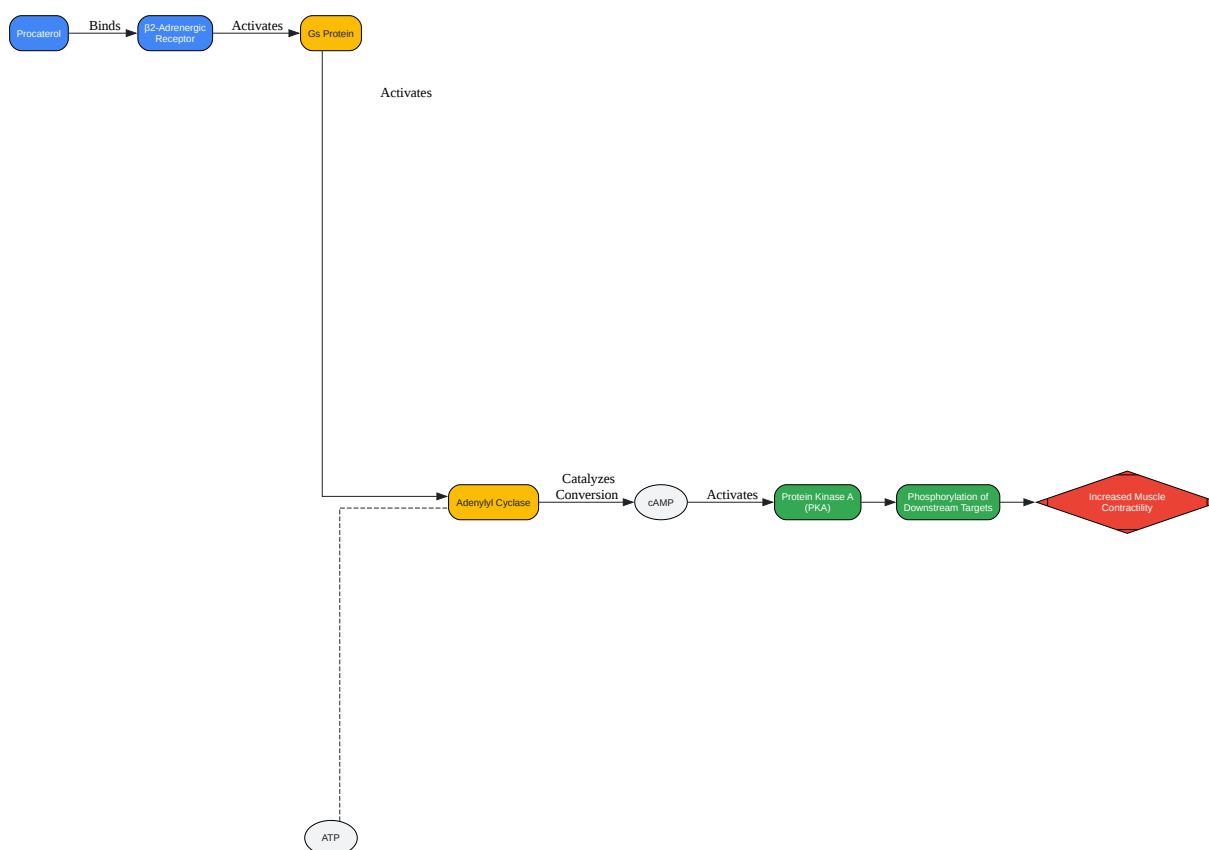 Procaterol
Binds
β2-Adrenergic
Receptor
Activates
Gs Protein
Activates
Adenylyl Cyclase
Catalyzes
Conversion
cAMP
Activates
Protein Kinase A
(PKA)
Phosphorylation of
Downstream Targets
Increased Muscle
Contractility
ATP